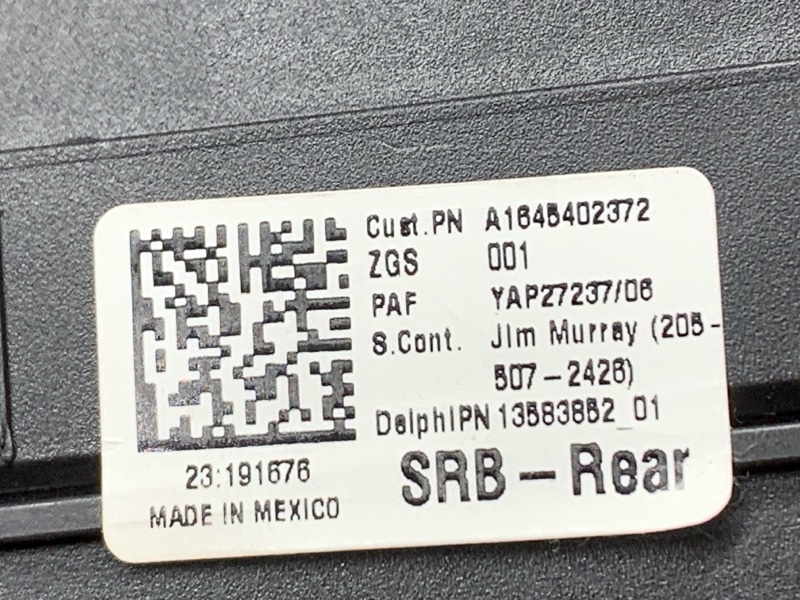 Cust.PN A1645402372
ZGS 001
PAF YAP27237/06
S.Cont. Jim Murray (205-
507-2426)
DelphiPN 13583852_01
SRB-Rear
23:191676
MADE IN MEXICO